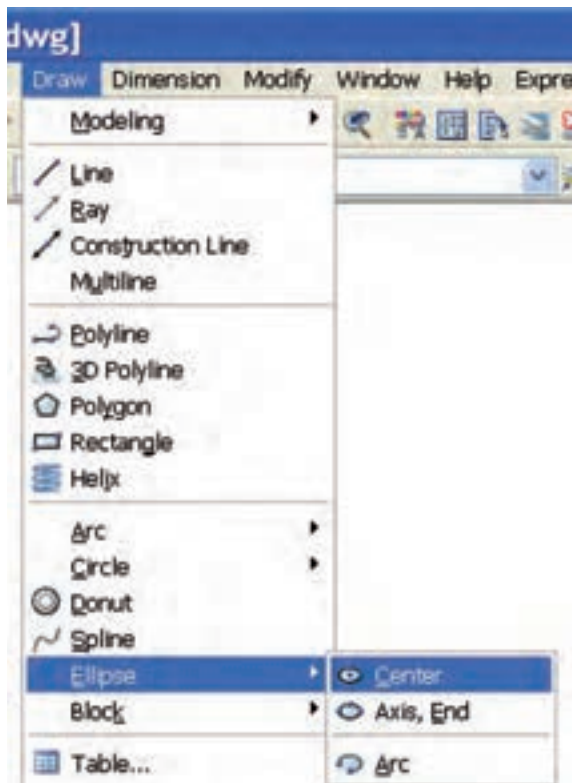 dwg]
Draw Dimension Modify Window Help Expre
Modeling
Line
Ray
Construction Line
Multiline
Polyline
3D Polyline
Polygon
Rectangle
Helix
Arc
Circle
Donut
Spline
Ellipse
Center
Block
Axis, End
Table...
Arc